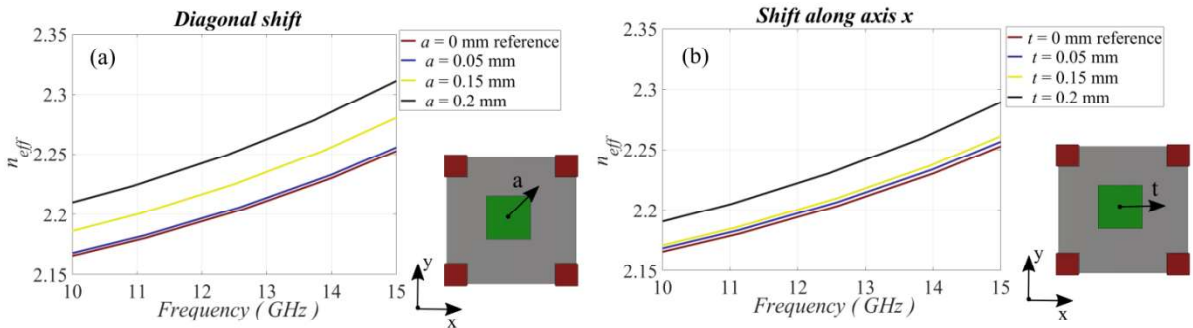 Diagonal shift
(a)
a = 0 mm reference
a = 0.05 mm
a = 0.15 mm
a = 0.2 mm
2.35
2.3
2.25
2.2
2.15
n_eff
10 11 12 13 14 15
Frequency ( GHz )
a
y
x
Shift along axis x
(b)
t = 0 mm reference
t = 0.05 mm
t = 0.15 mm
t = 0.2 mm
2.35
2.3
2.25
2.2
2.15
n_eff
10 11 12 13 14 15
Frequency ( GHz )
t
y
x